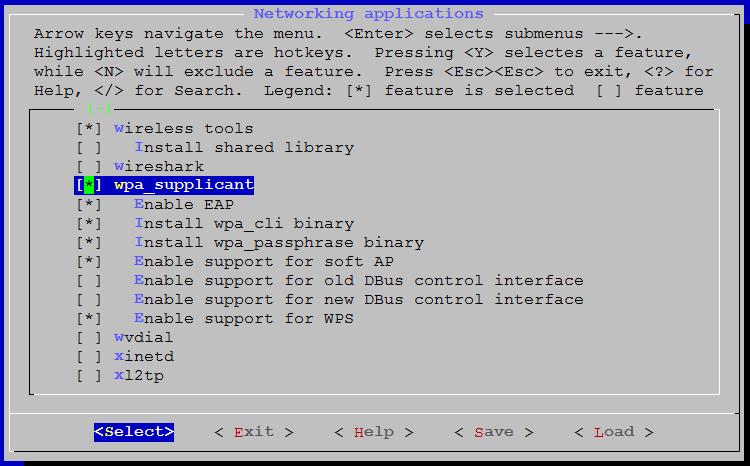 Networking applications
Arrow keys navigate the menu.  <Enter> selects submenus --->.
Highlighted letters are hotkeys.  Pressing <Y> selectes a feature,
while <N> will exclude a feature.  Press <Esc><Esc> to exit, <?> for
Help, </> for Search.  Legend: [*] feature is selected  [ ] feature
(-)
[*] wireless tools
[ ]   Install shared library
[ ] wireshark
[*] wpa_supplicant
[*]   Enable EAP
[*]   Install wpa_cli binary
[*]   Install wpa_passphrase binary
[*]   Enable support for soft AP
[ ]   Enable support for old DBus control interface
[ ]   Enable support for new DBus control interface
[*]   Enable support for WPS
[ ] wvdial
[ ] xinetd
[ ] xl2tp
<Select>    < Exit >    < Help >    < Save >    < Load >